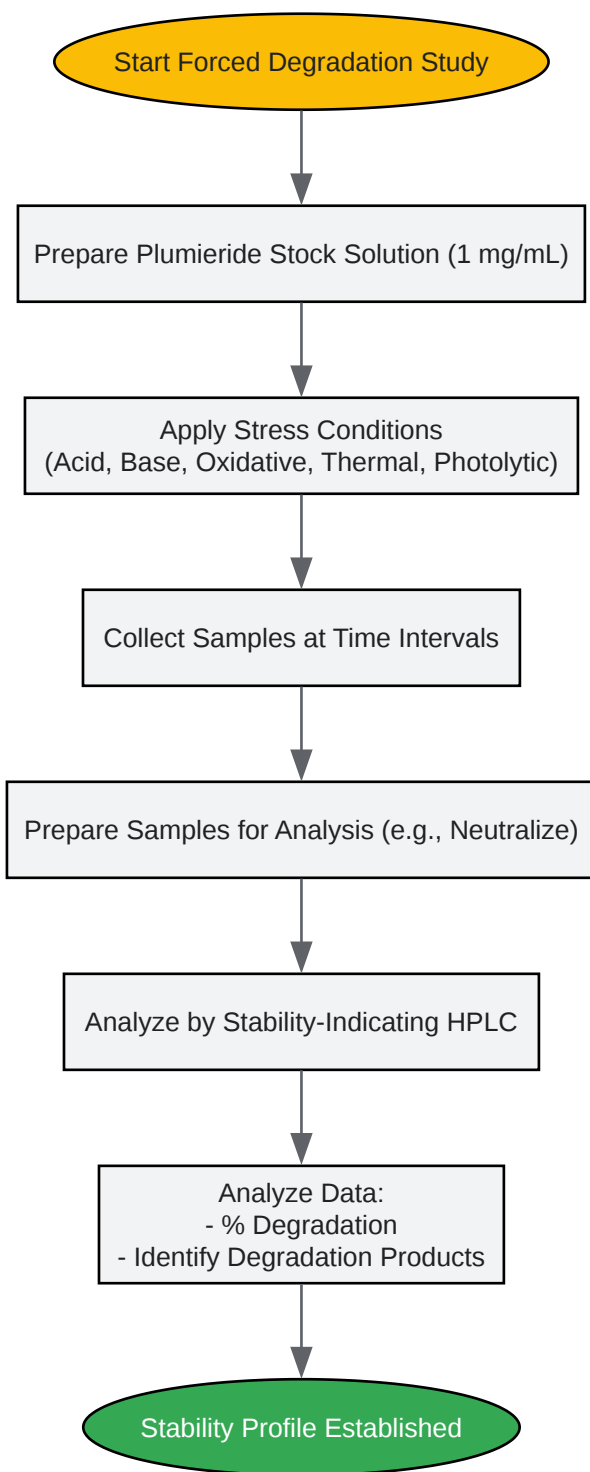 Start Forced Degradation Study
Prepare Plumieride Stock Solution (1 mg/mL)
Apply Stress Conditions
(Acid, Base, Oxidative, Thermal, Photolytic)
Collect Samples at Time Intervals
Prepare Samples for Analysis (e.g., Neutralize)
Analyze by Stability-Indicating HPLC
Analyze Data:
- % Degradation
- Identify Degradation Products
Stability Profile Established